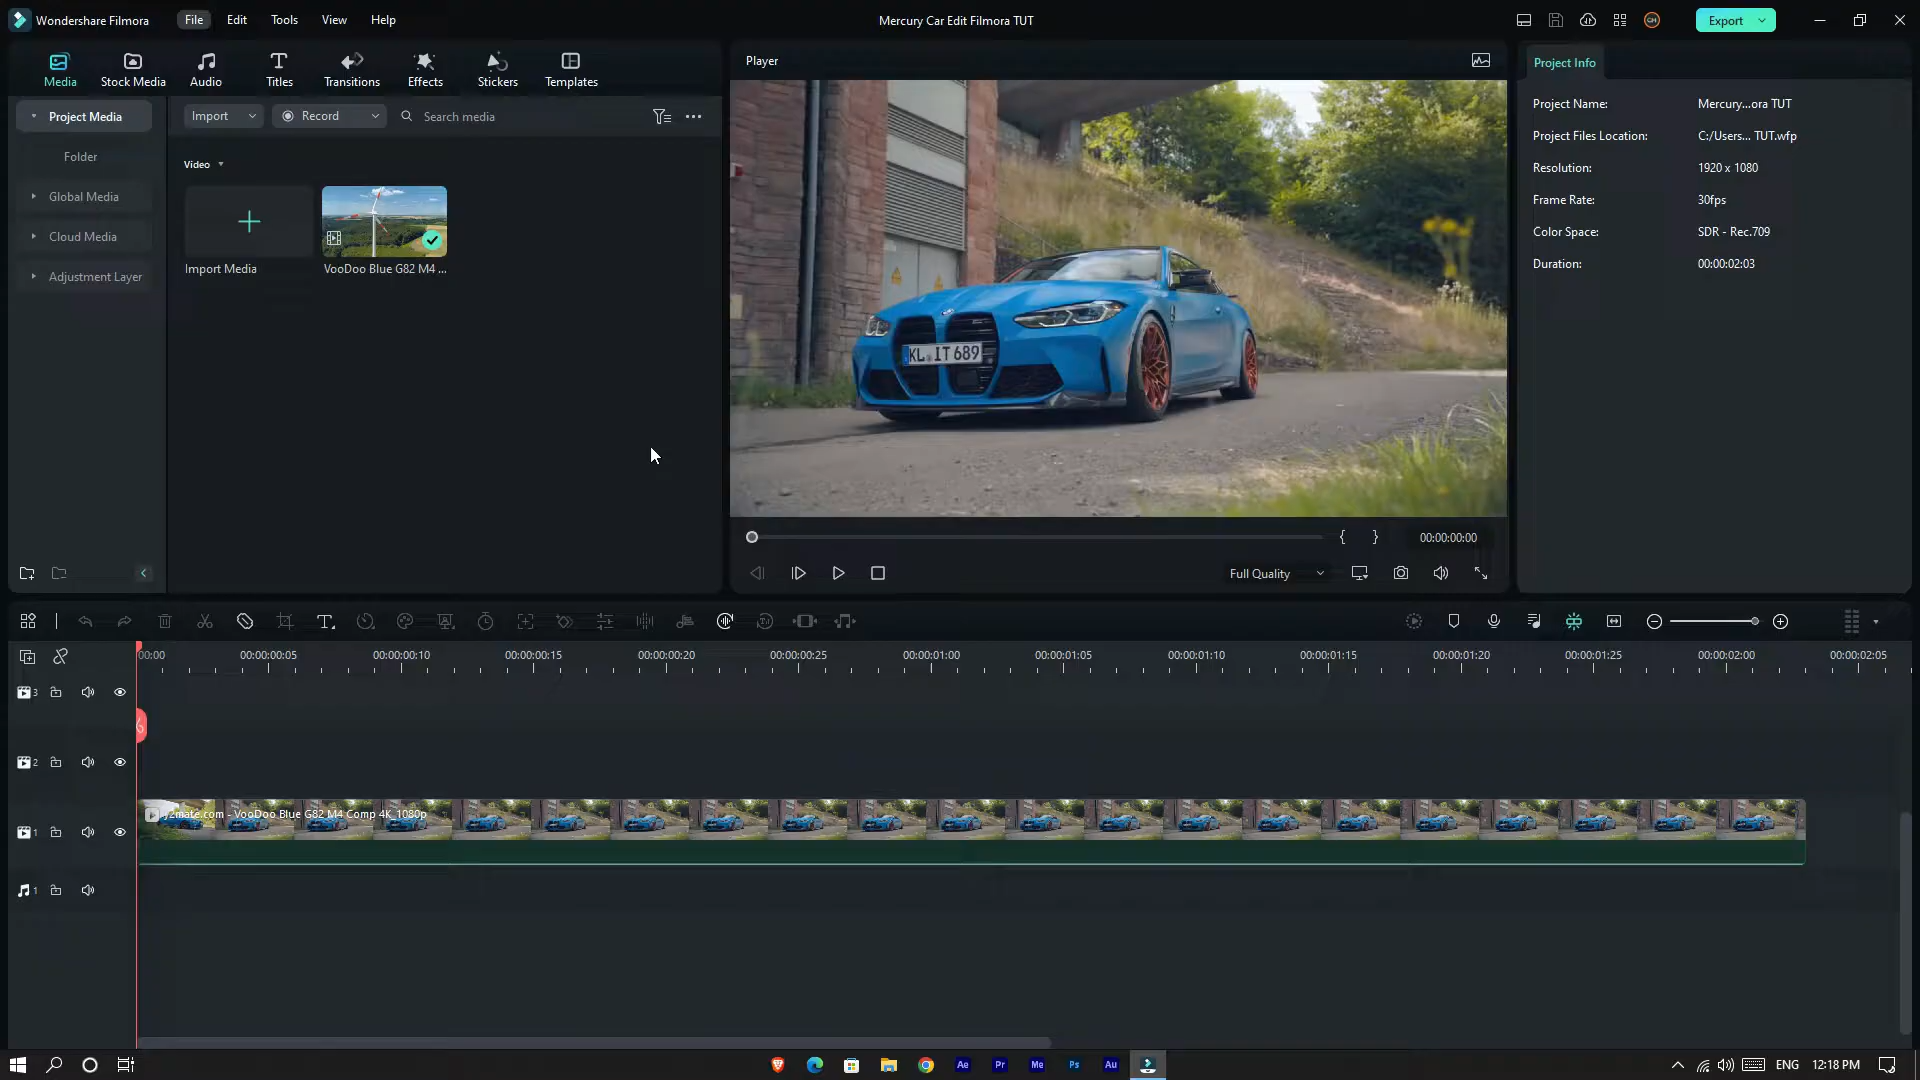 Wondershare Filmora File Edit Tools View Help Mercury Car Edit Filmora TUT GM Export
Media Stock Media Audio Titles Transitions Effects Stickers Templates
Player
Project Info
Project Media
Import Record Search media
Folder
Video
Global Media
Cloud Media
Adjustment Layer
Import Media VooDoo Blue G82 M4 ...
KL IT 689
Project Name: Mercury...ora TUT
Project Files Location: C:/Users... TUT.wfp
Resolution: 1920 x 1080
Frame Rate: 30fps
Color Space: SDR - Rec.709
Duration: 00:00:02:03
{ } 00:00:00:00
Full Quality
00:00 00:00:00:05 00:00:00:10 00:00:00:15 00:00:00:20 00:00:00:25 00:00:01:00 00:00:01:05 00:00:01:10 00:00:01:15 00:00:01:20 00:00:01:25 00:00:02:00 00:00:02:05
3
2
y2mate.com - VooDoo Blue G82 M4 Comp 4K_1080p
1
1
Ae Pr Me Ps Au ENG 12:18 PM